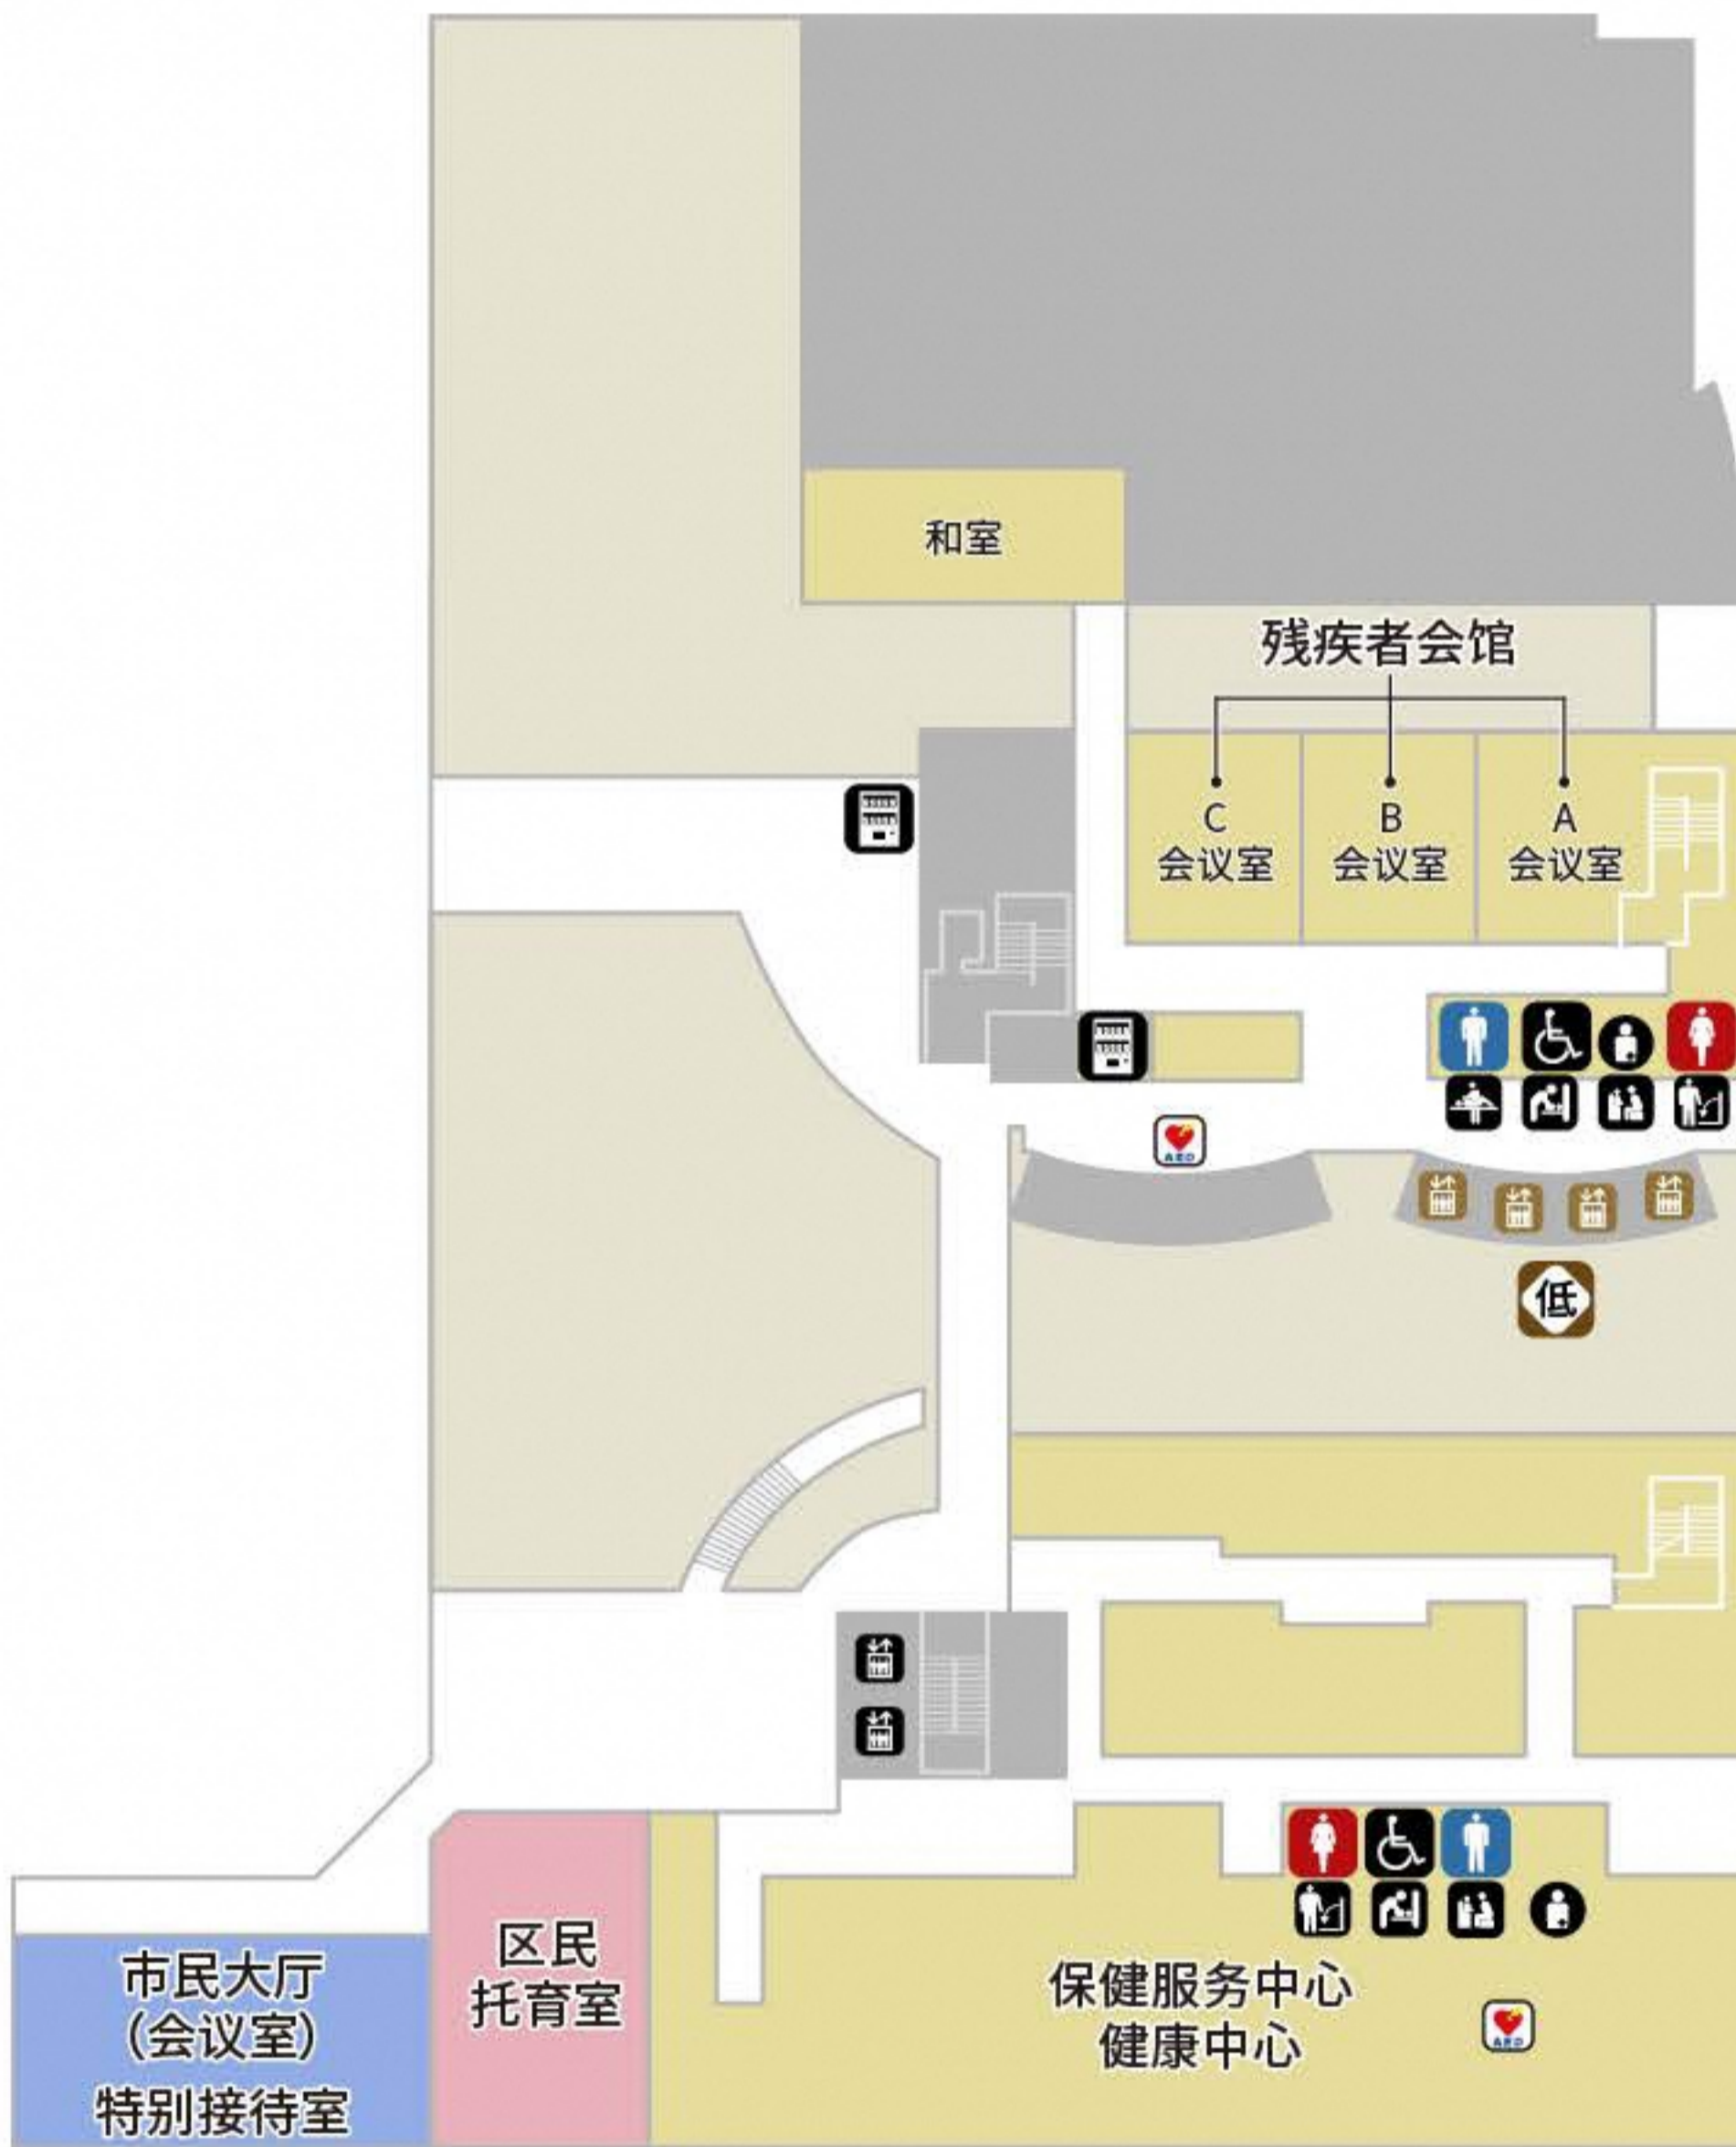 和室
残疾者会馆
C
会议室
B
会议室
A
会议室
AED
低
区民
托育室
市民大厅
（会议室）
特别接待室
保健服务中心
健康中心
AED